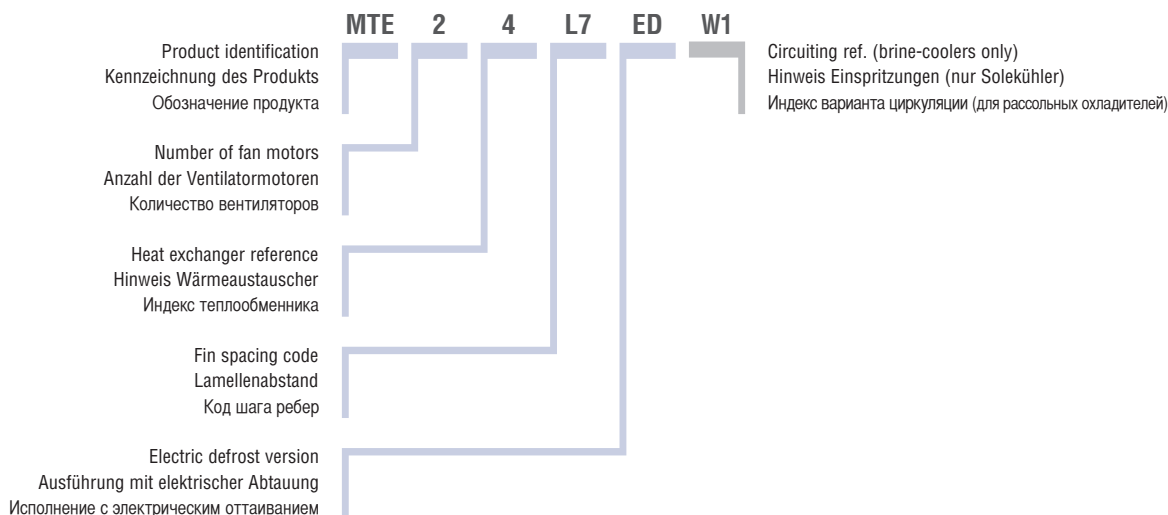 MTE 2 4 L7 ED W1
Product identification
Kennzeichnung des Produkts
Обозначение продукта
Circuiting ref. (brine-coolers only)
Hinweis Einspritzungen (nur Solekühler)
Индекс варианта циркуляции (для рассольных охладителей)
Number of fan motors
Anzahl der Ventilatormotoren
Количество вентиляторов
Heat exchanger reference
Hinweis Wärmeaustauscher
Индекс теплообменника
Fin spacing code
Lamellenabstand
Код шага ребер
Electric defrost version
Ausführung mit elektrischer Abtauung
Исполнение с электрическим оттаиванием